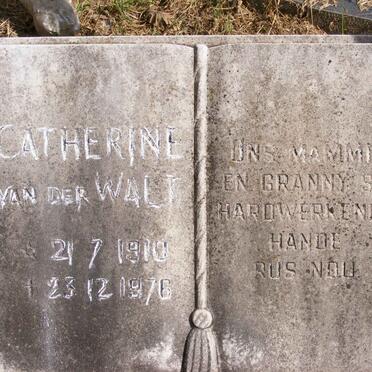 CATHERINE
VAN DER WALT
* 21 7 1910
† 23 12 1976
ONS MAMMI
EN GRANNY S
HARDWERKEND
HANDE
RUS NOU